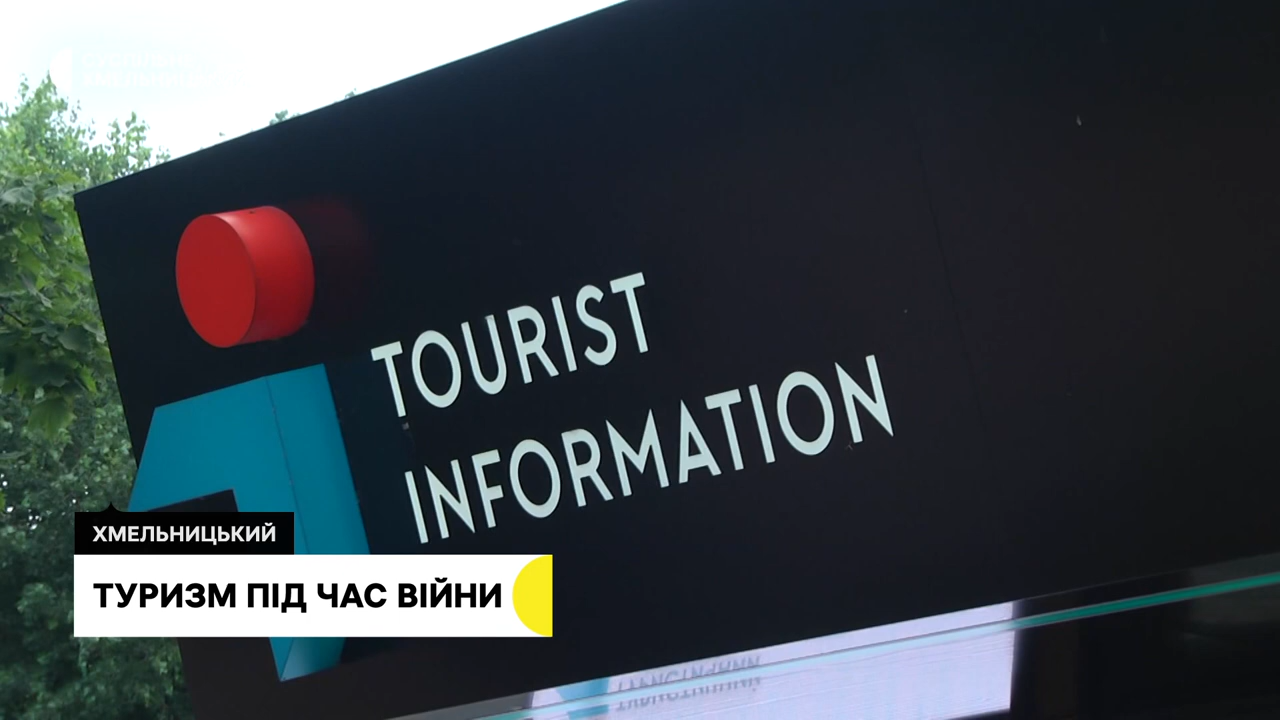 TOURIST
INFORMATION
ХМЕЛЬНИЦЬКИЙ
ТУРИЗМ ПІД ЧАС ВІЙНИ